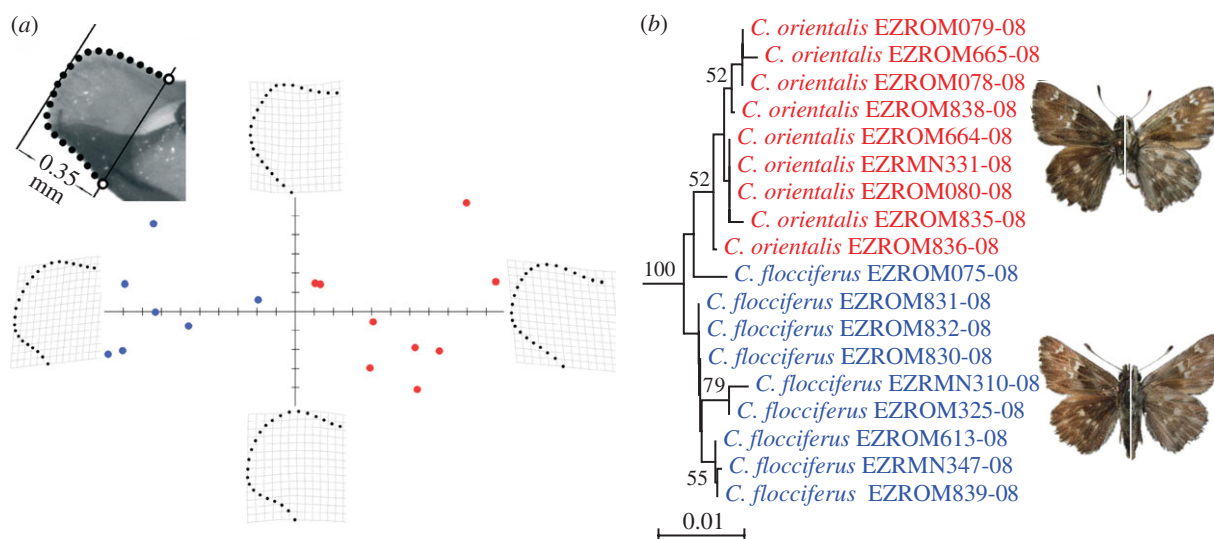 (a)
0.35
mm
(b)
C. orientalis EZROM079-08
C. orientalis EZROM665-08
52
C. orientalis EZROM078-08
C. orientalis EZROM838-08
C. orientalis EZROM664-08
C. orientalis EZRMN331-08
52
C. orientalis EZROM080-08
C. orientalis EZROM835-08
C. orientalis EZROM836-08
100
C. flocciferus EZROM075-08
C. flocciferus EZROM831-08
C. flocciferus EZROM832-08
C. flocciferus EZROM830-08
79
C. flocciferus EZRMN310-08
C. flocciferus EZROM325-08
C. flocciferus EZROM613-08
55
C. flocciferus EZRMN347-08
C. flocciferus EZROM839-08
0.01